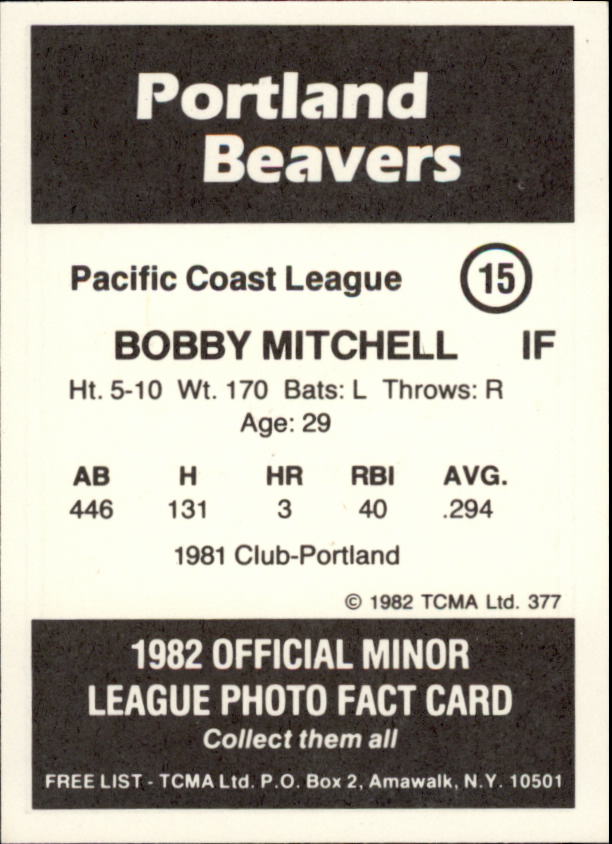 Portland
Beavers
Pacific Coast League 15
BOBBY MITCHELL IF
Ht. 5-10 Wt. 170 Bats: L Throws: R
Age: 29
AB H HR RBI AVG.
446 131 3 40 .294
1981 Club-Portland
© 1982 TCMA Ltd. 377
1982 OFFICIAL MINOR
LEAGUE PHOTO FACT CARD
Collect them all
FREE LIST - TCMA Ltd. P.O. Box 2, Amawalk, N.Y. 10501